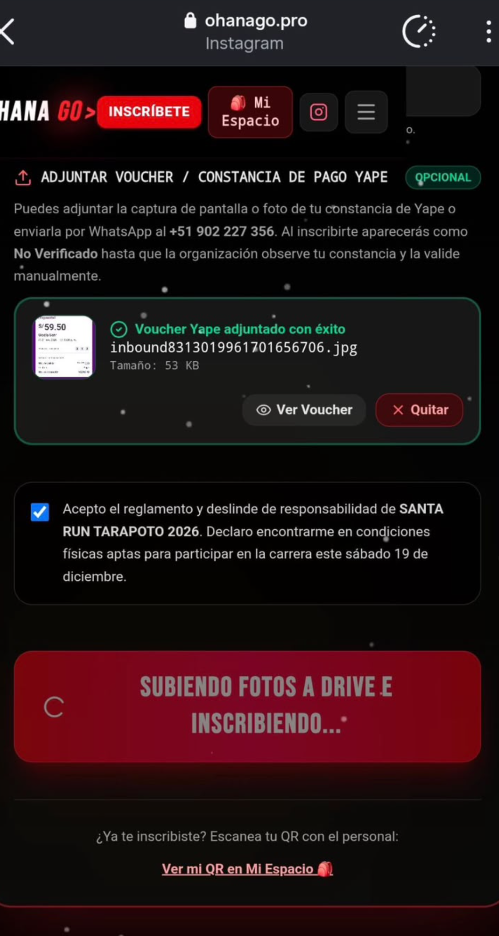 ohanago.pro
Instagram
HANA GO >
INSCRÍBETE
Mi
Espacio
o.
ADJUNTAR VOUCHER / CONSTANCIA DE PAGO YAPE
OPCIONAL
Puedes adjuntar la captura de pantalla o foto de tu constancia de Yape o
enviarla por WhatsApp al +51 902 227 356. Al inscribirte aparecerás como
No Verificado hasta que la organización observe tu constancia y la valide
manualmente.
S/ 59.50
Voucher Yape adjuntado con éxito
inbound8313019961701656706.jpg
Tamaño: 53 KB
Ver Voucher
Quitar
Acepto el reglamento y deslinde de responsabilidad de SANTA
RUN TARAPOTO 2026. Declaro encontrarme en condiciones
físicas aptas para participar en la carrera este sábado 19 de
diciembre.
SUBIENDO FOTOS A DRIVE E
INSCRIBIENDO...
¿Ya te inscribiste? Escanea tu QR con el personal:
Ver mi QR en Mi Espacio